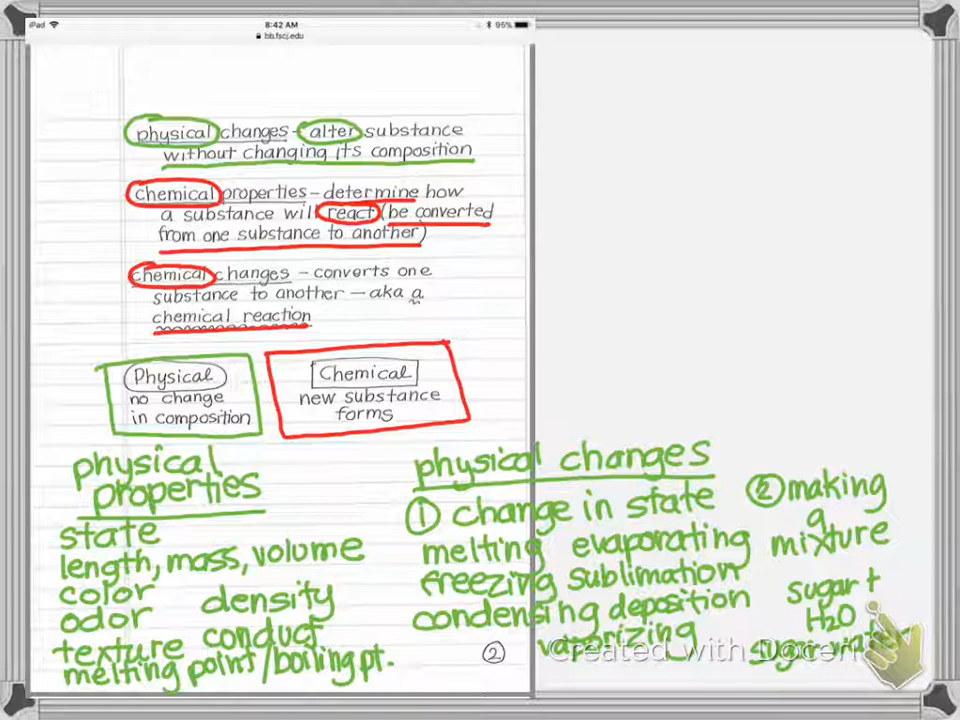 iPad 8:42 AM 95%
bb.fscj.edu
physical changes - alter substance
without changing its composition
chemical properties - determine how
a substance will react (be converted
from one substance to another)
chemical changes - converts one
substance to another - aka a
chemical reaction
Physical
no change
in composition
Chemical
new substance
forms
physical
properties
state
length, mass, volume
color
odor
density
texture
conduct
melting point/boiling pt.
physical changes
① change in state
melting evaporating
freezing sublimation
condensing deposition
vaporizing
② making
a
mixture
sugar +
H2O
②
Created with Doceri